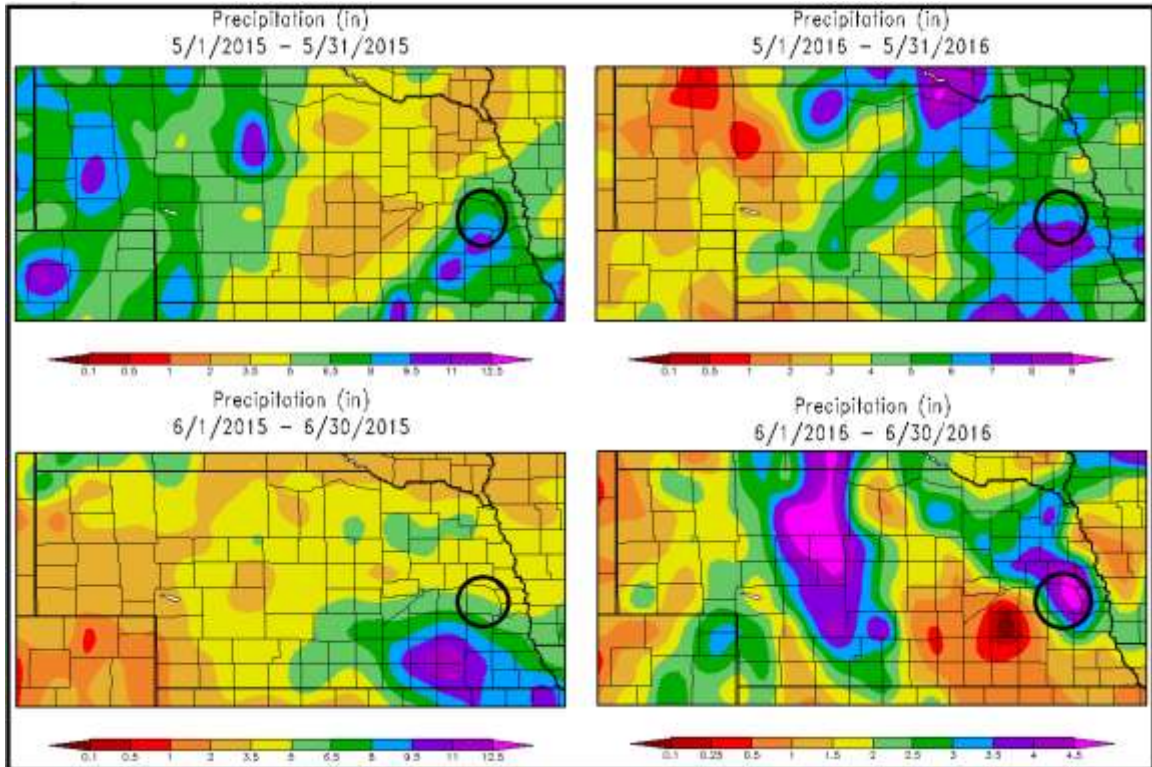 Precipitation (in)
5/1/2015 – 5/31/2015
Precipitation (in)
5/1/2016 – 5/31/2016
0.1 0.5 1 2 3.5 5 6.5 8 9.5 11 12.5
0.1 0.5 1 2 3 4 5 6 7 8 9
Precipitation (in)
6/1/2015 – 6/30/2015
Precipitation (in)
6/1/2016 – 6/30/2016
0.1 0.5 1 2 3.5 5 6.5 8 9.5 11 12.5
0.1 0.25 0.5 1 1.5 2 2.5 3 3.5 4 4.5